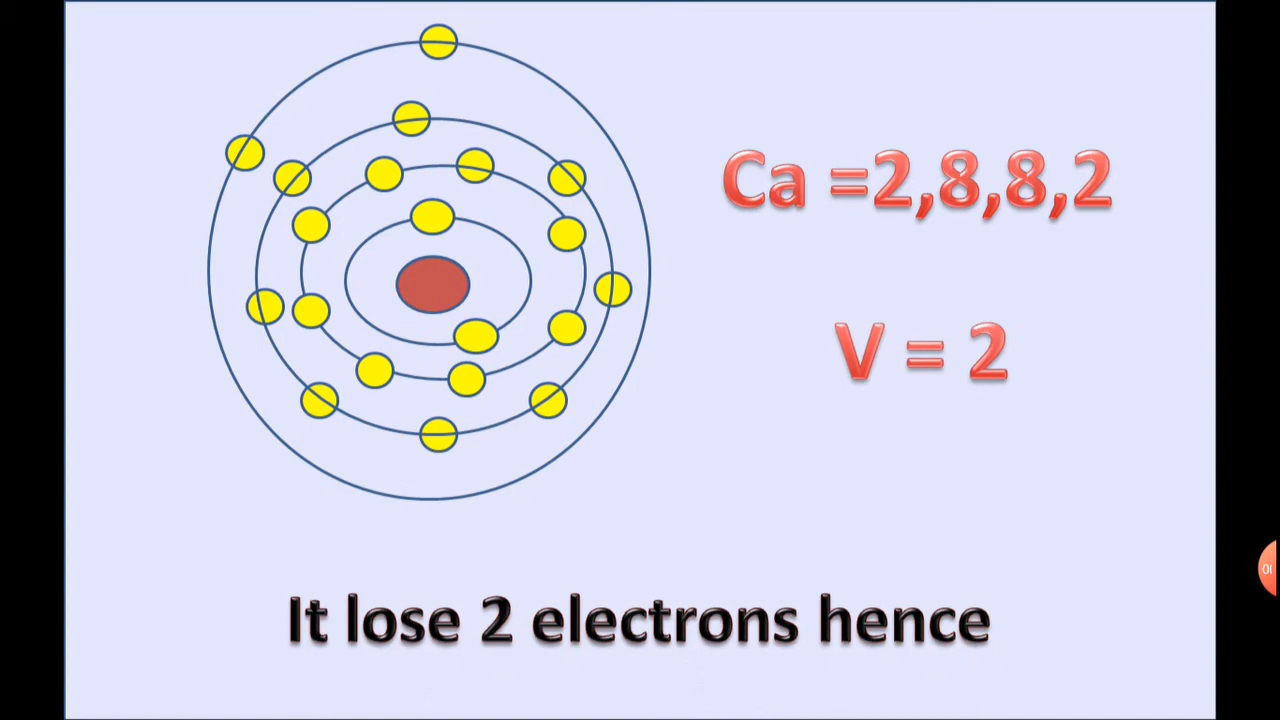 Ca =2,8,8,2
V = 2
It lose 2 electrons hence